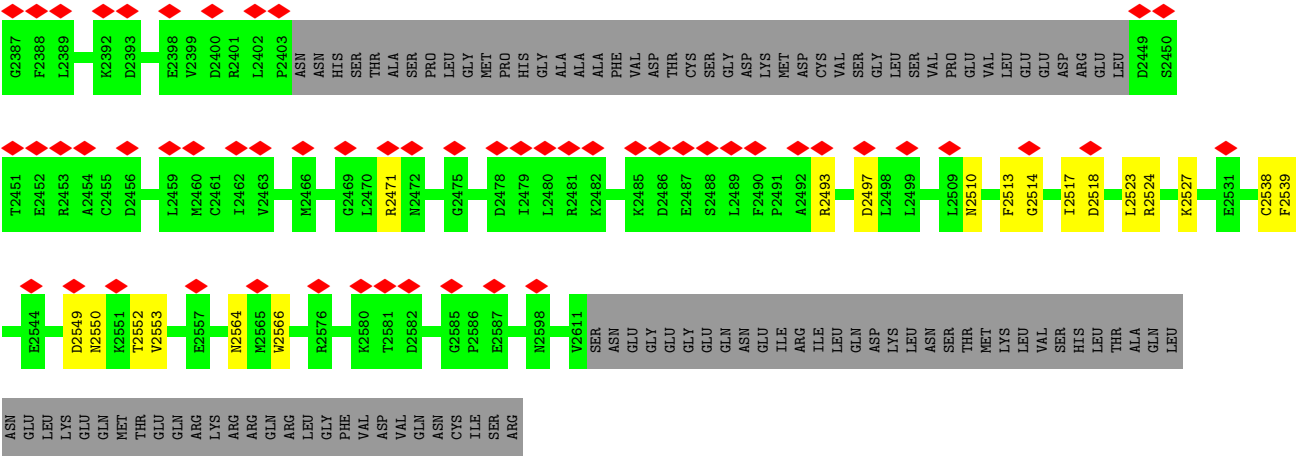 G2387 F2388 L2389 K2392 D2393 E2398 V2399 D2400 R2401 L2402 P2403 ASN ASN HIS SER THR ALA SER PRO LEU GLY MET PRO HIS GLY ALA ALA ALA PHE VAL ASP THR CYS SER GLY ASP LYS MET ASP CYS VAL SER GLY LEU SER VAL PRO GLU VAL LEU GLU GLU ASP ARG GLU LEU D2449 S2450
T2451 E2452 R2453 A2454 C2455 D2456 L2459 M2460 C2461 I2462 V2463 M2466 G2469 L2470 R2471 N2472 G2475 D2478 I2479 L2480 R2481 K2482 K2485 D2486 E2487 S2488 L2489 F2490 P2491 A2492 R2493 D2497 L2498 L2499 L2509 N2510 F2513 G2514 I2517 D2518 L2523 R2524 K2527 E2531 C2538 F2539
E2544 D2549 N2550 K2551 T2552 V2553 E2557 N2564 M2565 W2566 R2576 K2580 T2581 D2582 G2585 P2586 E2587 N2598 V2611 SER ASN GLU GLY GLU GLY GLU GLN ASN GLU ILE ARG ILE LEU GLN ASP LYS LEU ASN SER THR MET LYS LEU VAL SER HIS LEU THR ALA GLN LEU
ASN GLU LEU LYS GLU GLN MET THR GLU GLN ARG LYS ARG ARG GLN ARG LEU GLY PHE VAL ASP VAL GLN ASN CYS ILE SER ARG